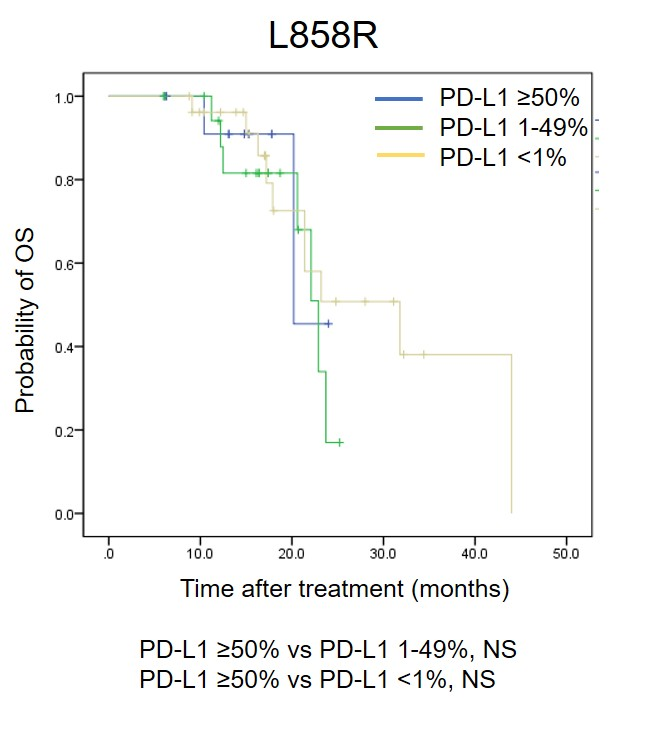 L858R
PD-L1 ≥50%
PD-L1 1-49%
PD-L1 <1%
Probability of OS
1.0
0.8
0.6
0.4
0.2
0.0
.0 10.0 20.0 30.0 40.0 50.0
Time after treatment (months)
PD-L1 ≥50% vs PD-L1 1-49%, NS
PD-L1 ≥50% vs PD-L1 <1%, NS